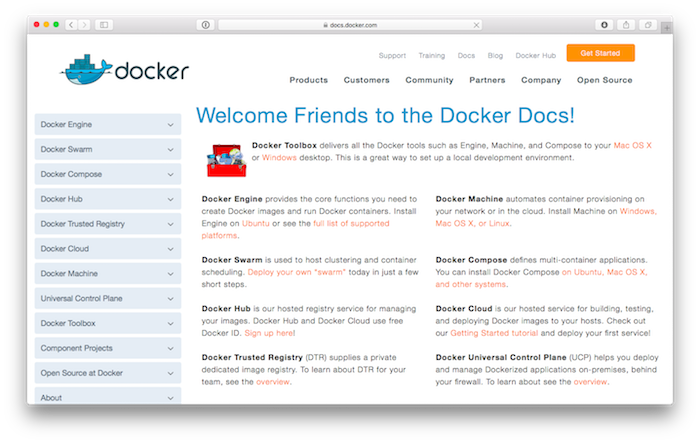 docs.docker.com
Support Training Docs Blog Docker Hub Get Started
docker
Products Customers Community Partners Company Open Source
Docker Engine
Docker Swarm
Docker Compose
Docker Hub
Docker Trusted Registry
Docker Cloud
Docker Machine
Universal Control Plane
Docker Toolbox
Component Projects
Open Source at Docker
About
Welcome Friends to the Docker Docs!
Docker Toolbox delivers all the Docker tools such as Engine, Machine, and Compose to your Mac OS X
or Windows desktop. This is a great way to set up a local development environment.
Docker Engine provides the core functions you need to
create Docker images and run Docker containers. Install
Engine on Ubuntu or see the full list of supported
platforms.
Docker Machine automates container provisioning on
your network or in the cloud. Install Machine on Windows,
Mac OS X, or Linux.
Docker Swarm is used to host clustering and container
scheduling. Deploy your own "swarm" today in just a few
short steps.
Docker Compose defines multi-container applications.
You can install Docker Compose on Ubuntu, Mac OS X,
and other systems.
Docker Hub is our hosted registry service for managing
your images. Docker Hub and Docker Cloud use free
Docker ID. Sign up here!
Docker Cloud is our hosted service for building, testing,
and deploying Docker images to your hosts. Check out
our Getting Started tutorial and deploy your first service!
Docker Trusted Registry (DTR) supplies a private
dedicated image registry. To learn about DTR for your
team, see the overview.
Docker Universal Control Plane (UCP) helps you deploy
and manage Dockerized applications on-premises, behind
your firewall. To learn more about see the overview.